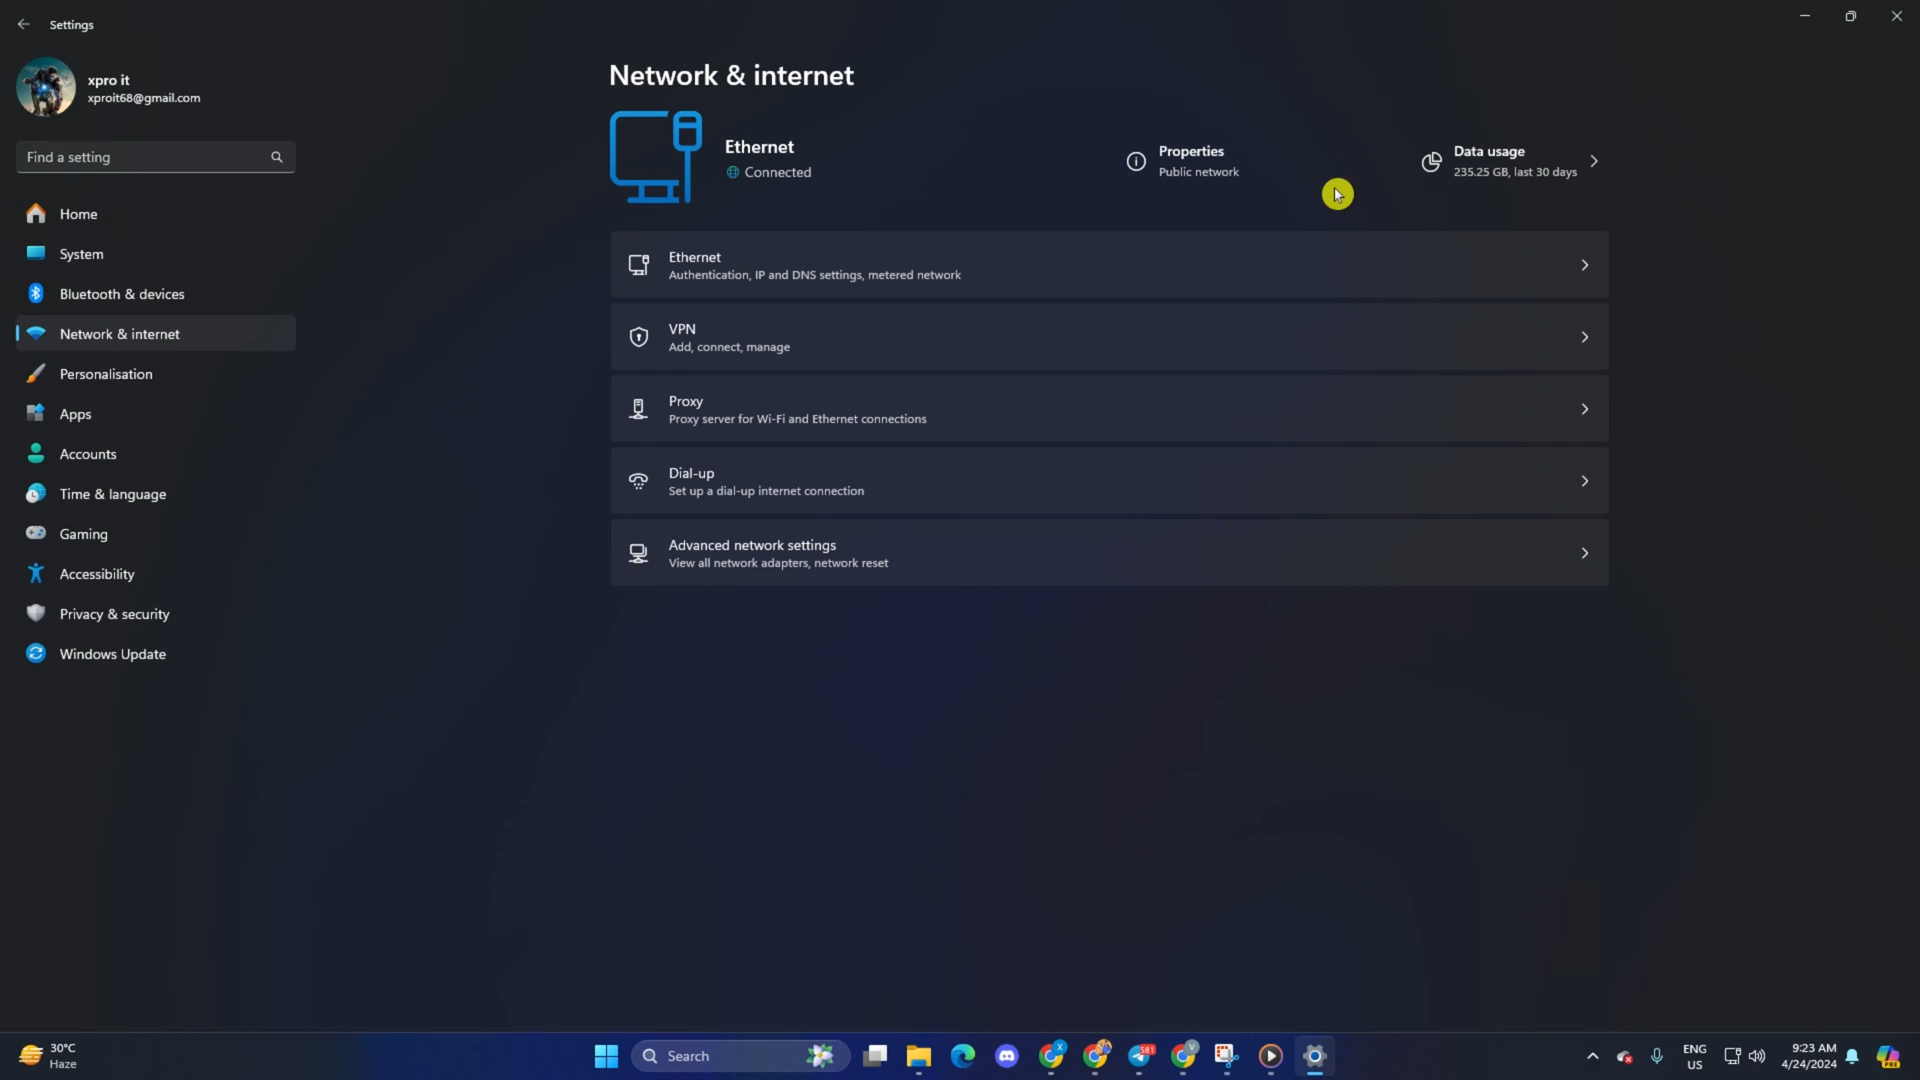 Settings
xpro it
xproit68@gmail.com
Find a setting
Home
System
Bluetooth & devices
Network & internet
Personalisation
Apps
Accounts
Time & language
Gaming
Accessibility
Privacy & security
Windows Update
Network & internet
Ethernet
Connected
Properties
Public network
Data usage
235.25 GB, last 30 days
Ethernet
Authentication, IP and DNS settings, metered network
VPN
Add, connect, manage
Proxy
Proxy server for Wi-Fi and Ethernet connections
Dial-up
Set up a dial-up internet connection
Advanced network settings
View all network adapters, network reset
30°C
Haze
Search
X
581
V
ENG
US
9:23 AM
4/24/2024
PRE